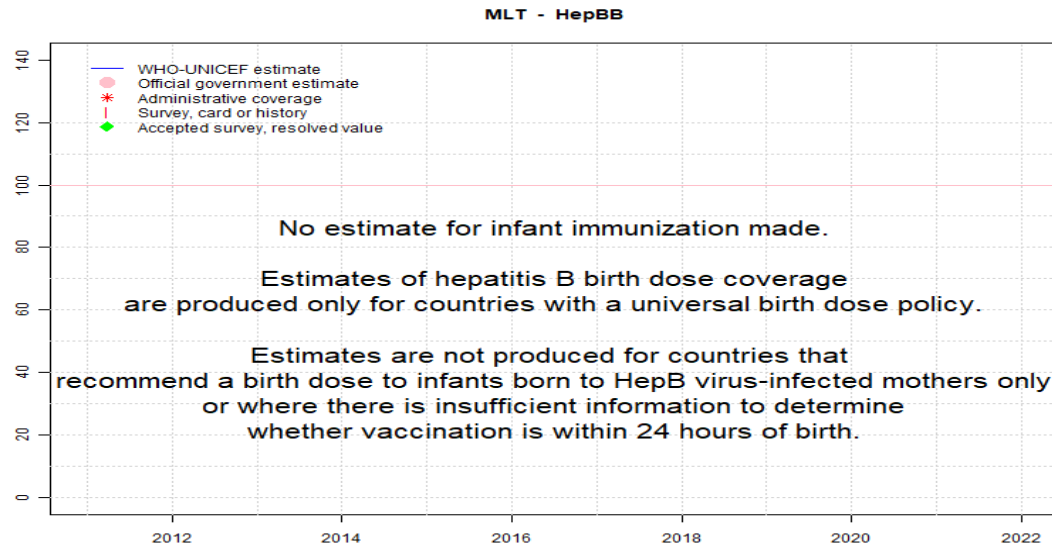 MLT - HepBB
140
120
100
80
60
40
20
0
WHO-UNICEF estimate
Official government estimate
Administrative coverage
Survey, card or history
Accepted survey, resolved value
No estimate for infant immunization made.
Estimates of hepatitis B birth dose coverage
are produced only for countries with a universal birth dose policy.
Estimates are not produced for countries that
recommend a birth dose to infants born to HepB virus-infected mothers only
or where there is insufficient information to determine
whether vaccination is within 24 hours of birth.
2012 2014 2016 2018 2020 2022